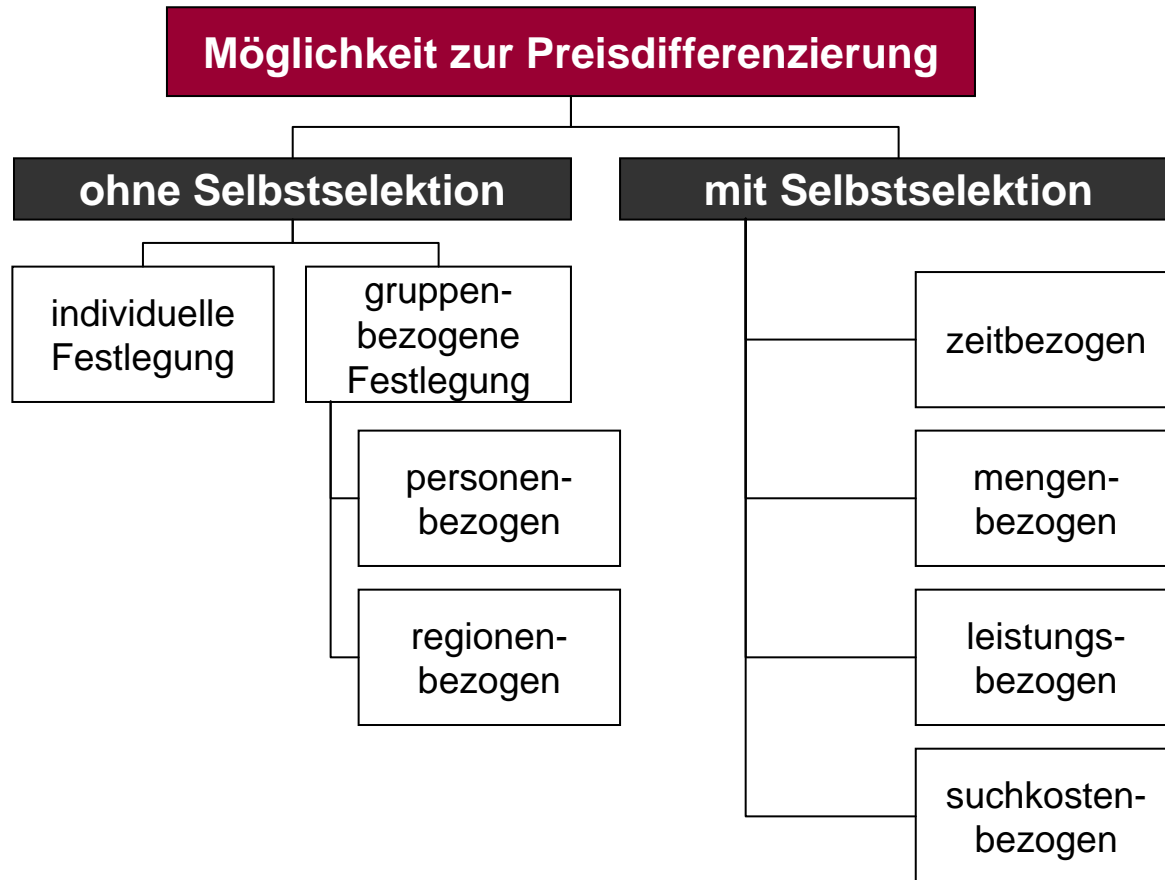 Möglichkeit zur Preisdifferenzierung
ohne Selbstselektion
mit Selbstselektion
individuelle
Festlegung
gruppen-
bezogene
Festlegung
personen-
bezogen
regionen-
bezogen
zeitbezogen
mengen-
bezogen
leistungs-
bezogen
suchkosten-
bezogen